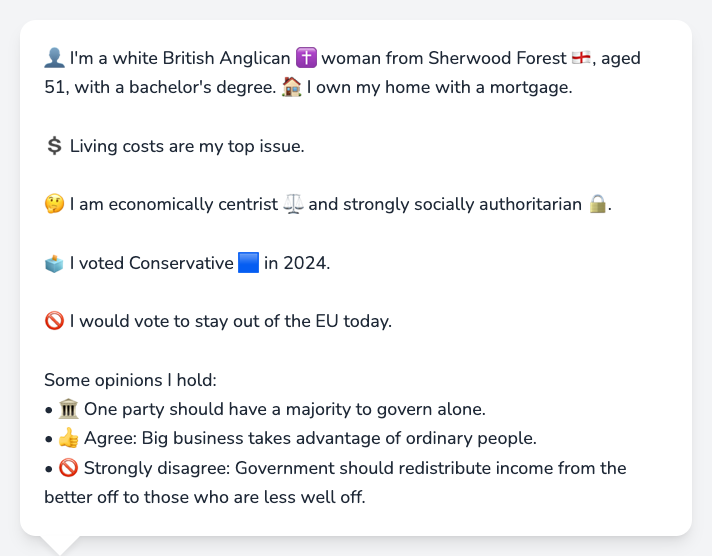 👤 I'm a white British Anglican ✝️ woman from Sherwood Forest 🏴󠁧󠁢󠁥󠁮󠁧󠁿, aged
51, with a bachelor's degree. 🏠 I own my home with a mortgage.
💲 Living costs are my top issue.
🤔 I am economically centrist ⚖️ and strongly socially authoritarian 🔒.
🗳️ I voted Conservative 🟦 in 2024.
🚫 I would vote to stay out of the EU today.
Some opinions I hold:
• 🏛️ One party should have a majority to govern alone.
• 👍 Agree: Big business takes advantage of ordinary people.
• 🚫 Strongly disagree: Government should redistribute income from the
better off to those who are less well off.